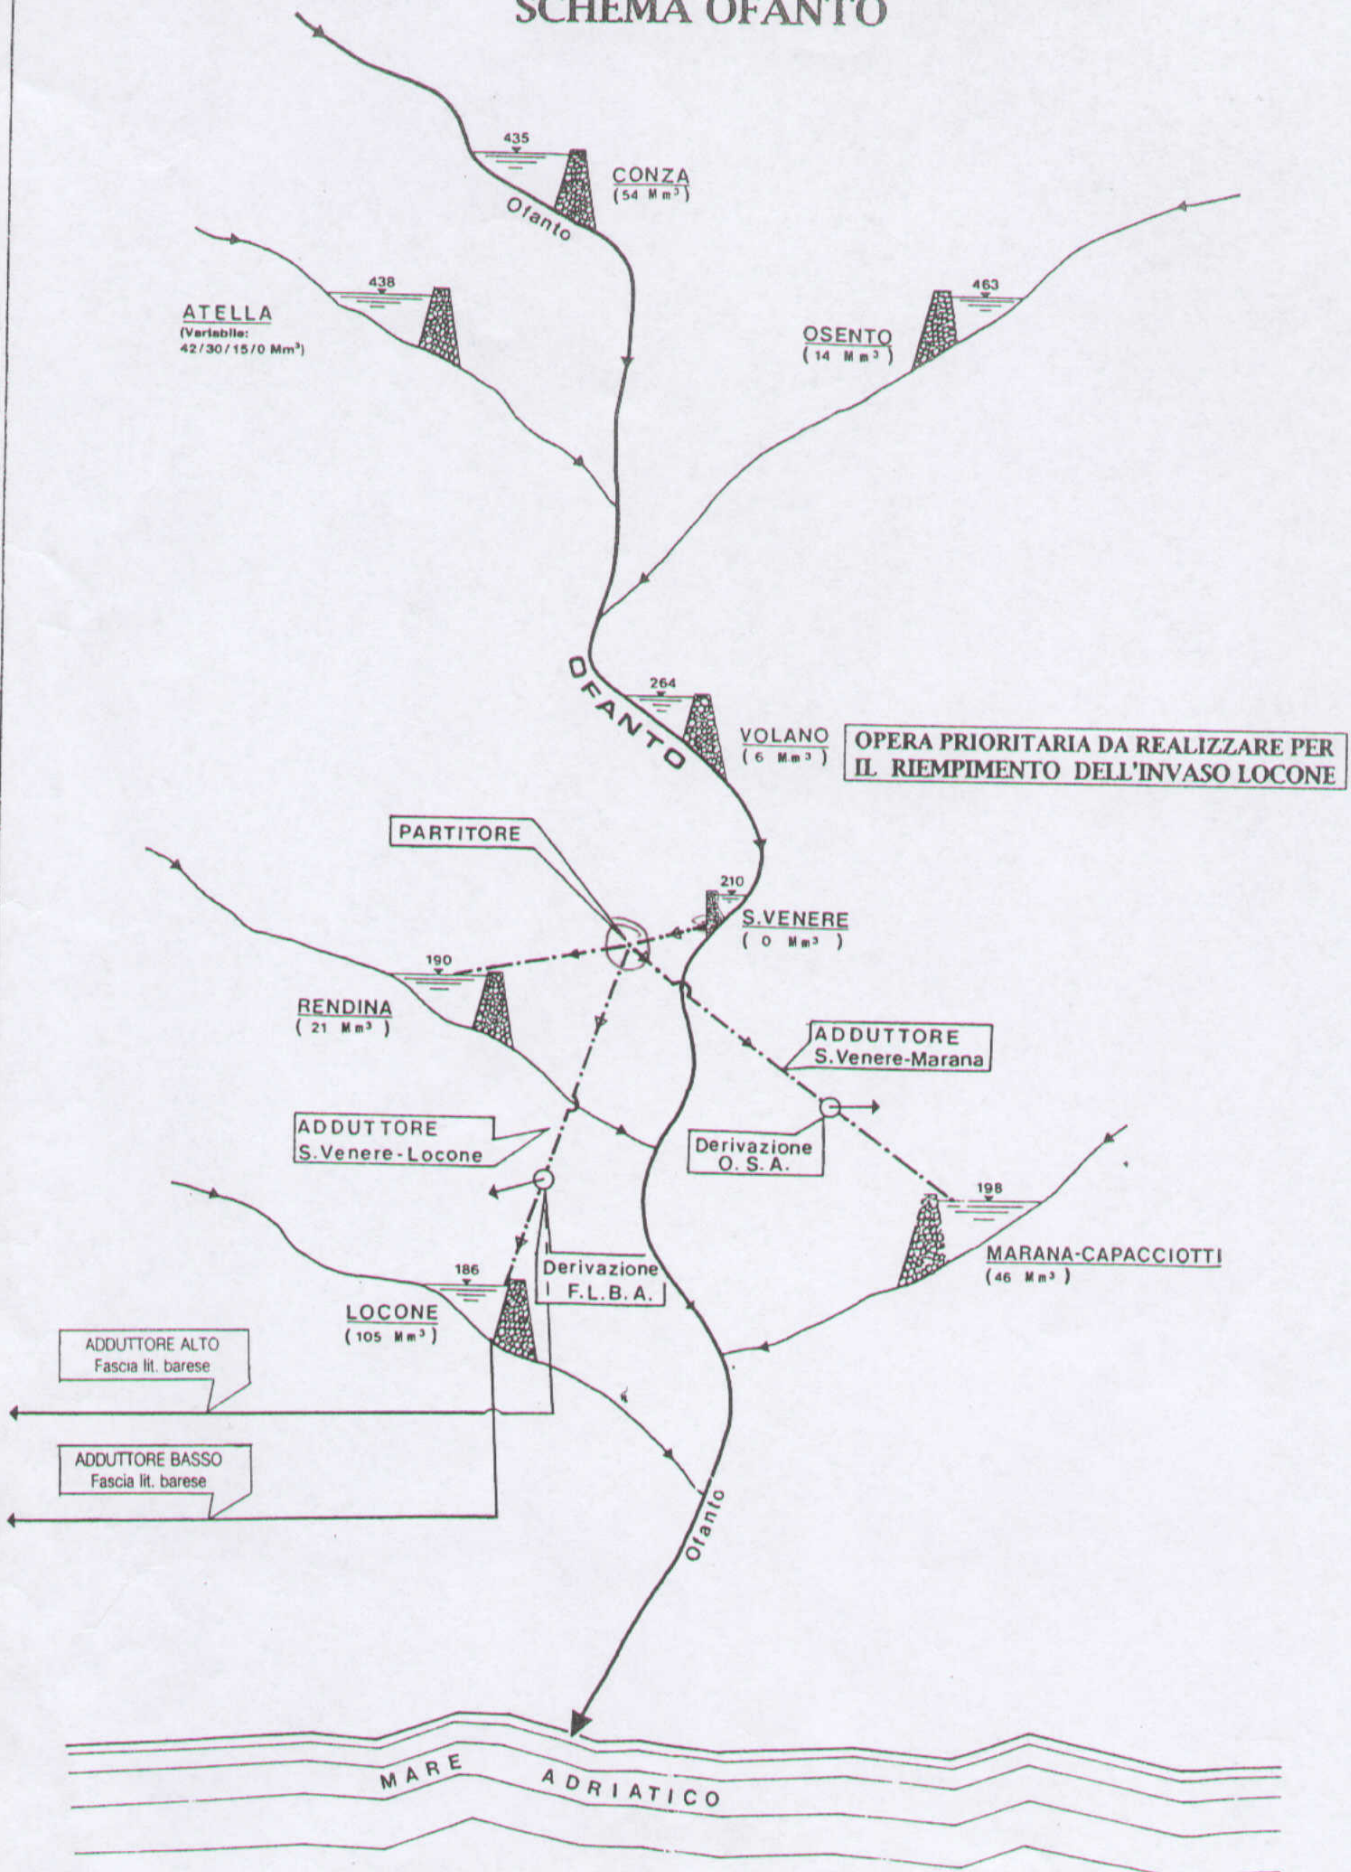 SCHEMA OFANTO
435
CONZA
(54 Mm³)
Ofanto
438
ATELLA
(Variabile:
42/30/15/0 Mm³)
463
OSENTO
( 14 Mm³ )
OFANTO
264
VOLANO
( 6 Mm³ )
OPERA PRIORITARIA DA REALIZZARE PER
IL RIEMPIMENTO DELL'INVASO LOCONE
PARTITORE
210
S.VENERE
( 0 Mm³ )
190
RENDINA
( 21 Mm³ )
ADDUTTORE
S.Venere-Marana
ADDUTTORE
S.Venere-Locone
Derivazione
O. S. A.
198
MARANA-CAPACCIOTTI
(46 Mm³ )
186
LOCONE
(105 Mm³)
Derivazione
F.L.B.A.
ADDUTTORE ALTO
Fascia lit. barese
ADDUTTORE BASSO
Fascia lit. barese
Ofanto
MARE ADRIATICO